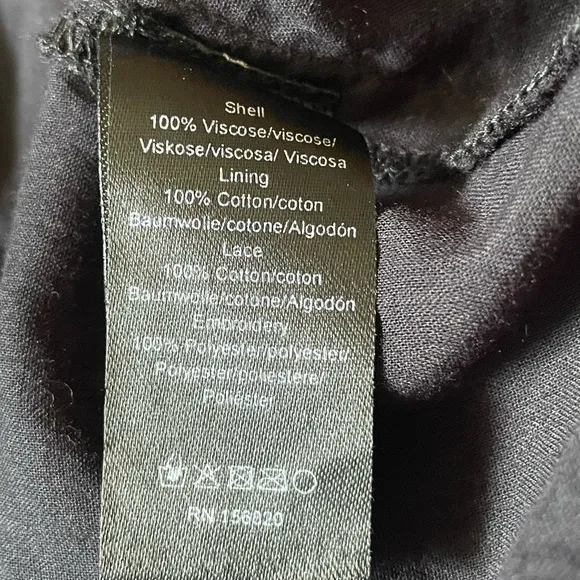 Shell
100% Viscose/viscose/
Viskose/viscosa/ Viscosa
Lining
100% Cotton/coton
Baumwolle/cotone/Algodón
Lace
100% Cotton/coton
Baumwolle/cotone/Algodón
Embroidery
100% Polyester/polyester/
Polyester/poliestere/
Poliéster
RN 156820